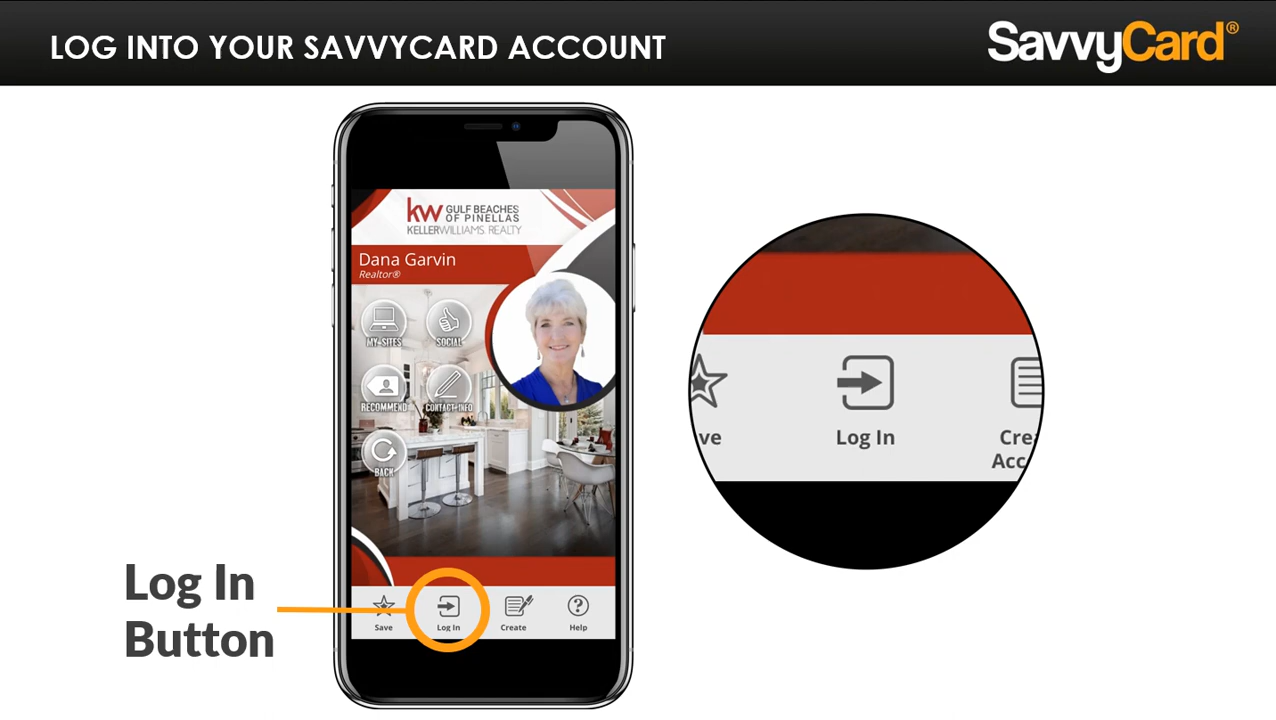 LOG INTO YOUR SAVVYCARD ACCOUNT
SavvyCard®
kw GULF BEACHES
OF PINELLAS
KELLERWILLIAMS. REALTY
Dana Garvin
Realtor®
MY-SITES
SOCIAL
RECOMMEND
CONTACT-INFO
BACK
Save
Log In
Create
Help
Log In
Button
ve
Log In
Cre
Acc